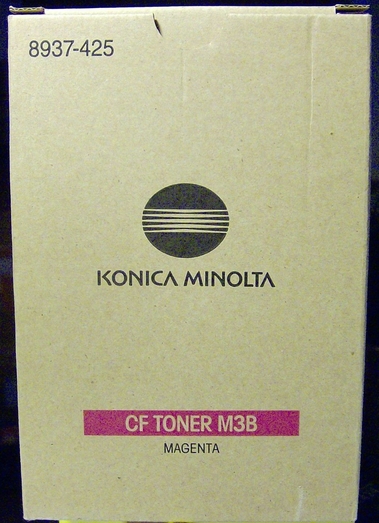 8937-425
KONICA MINOLTA
CF TONER M3B
MAGENTA